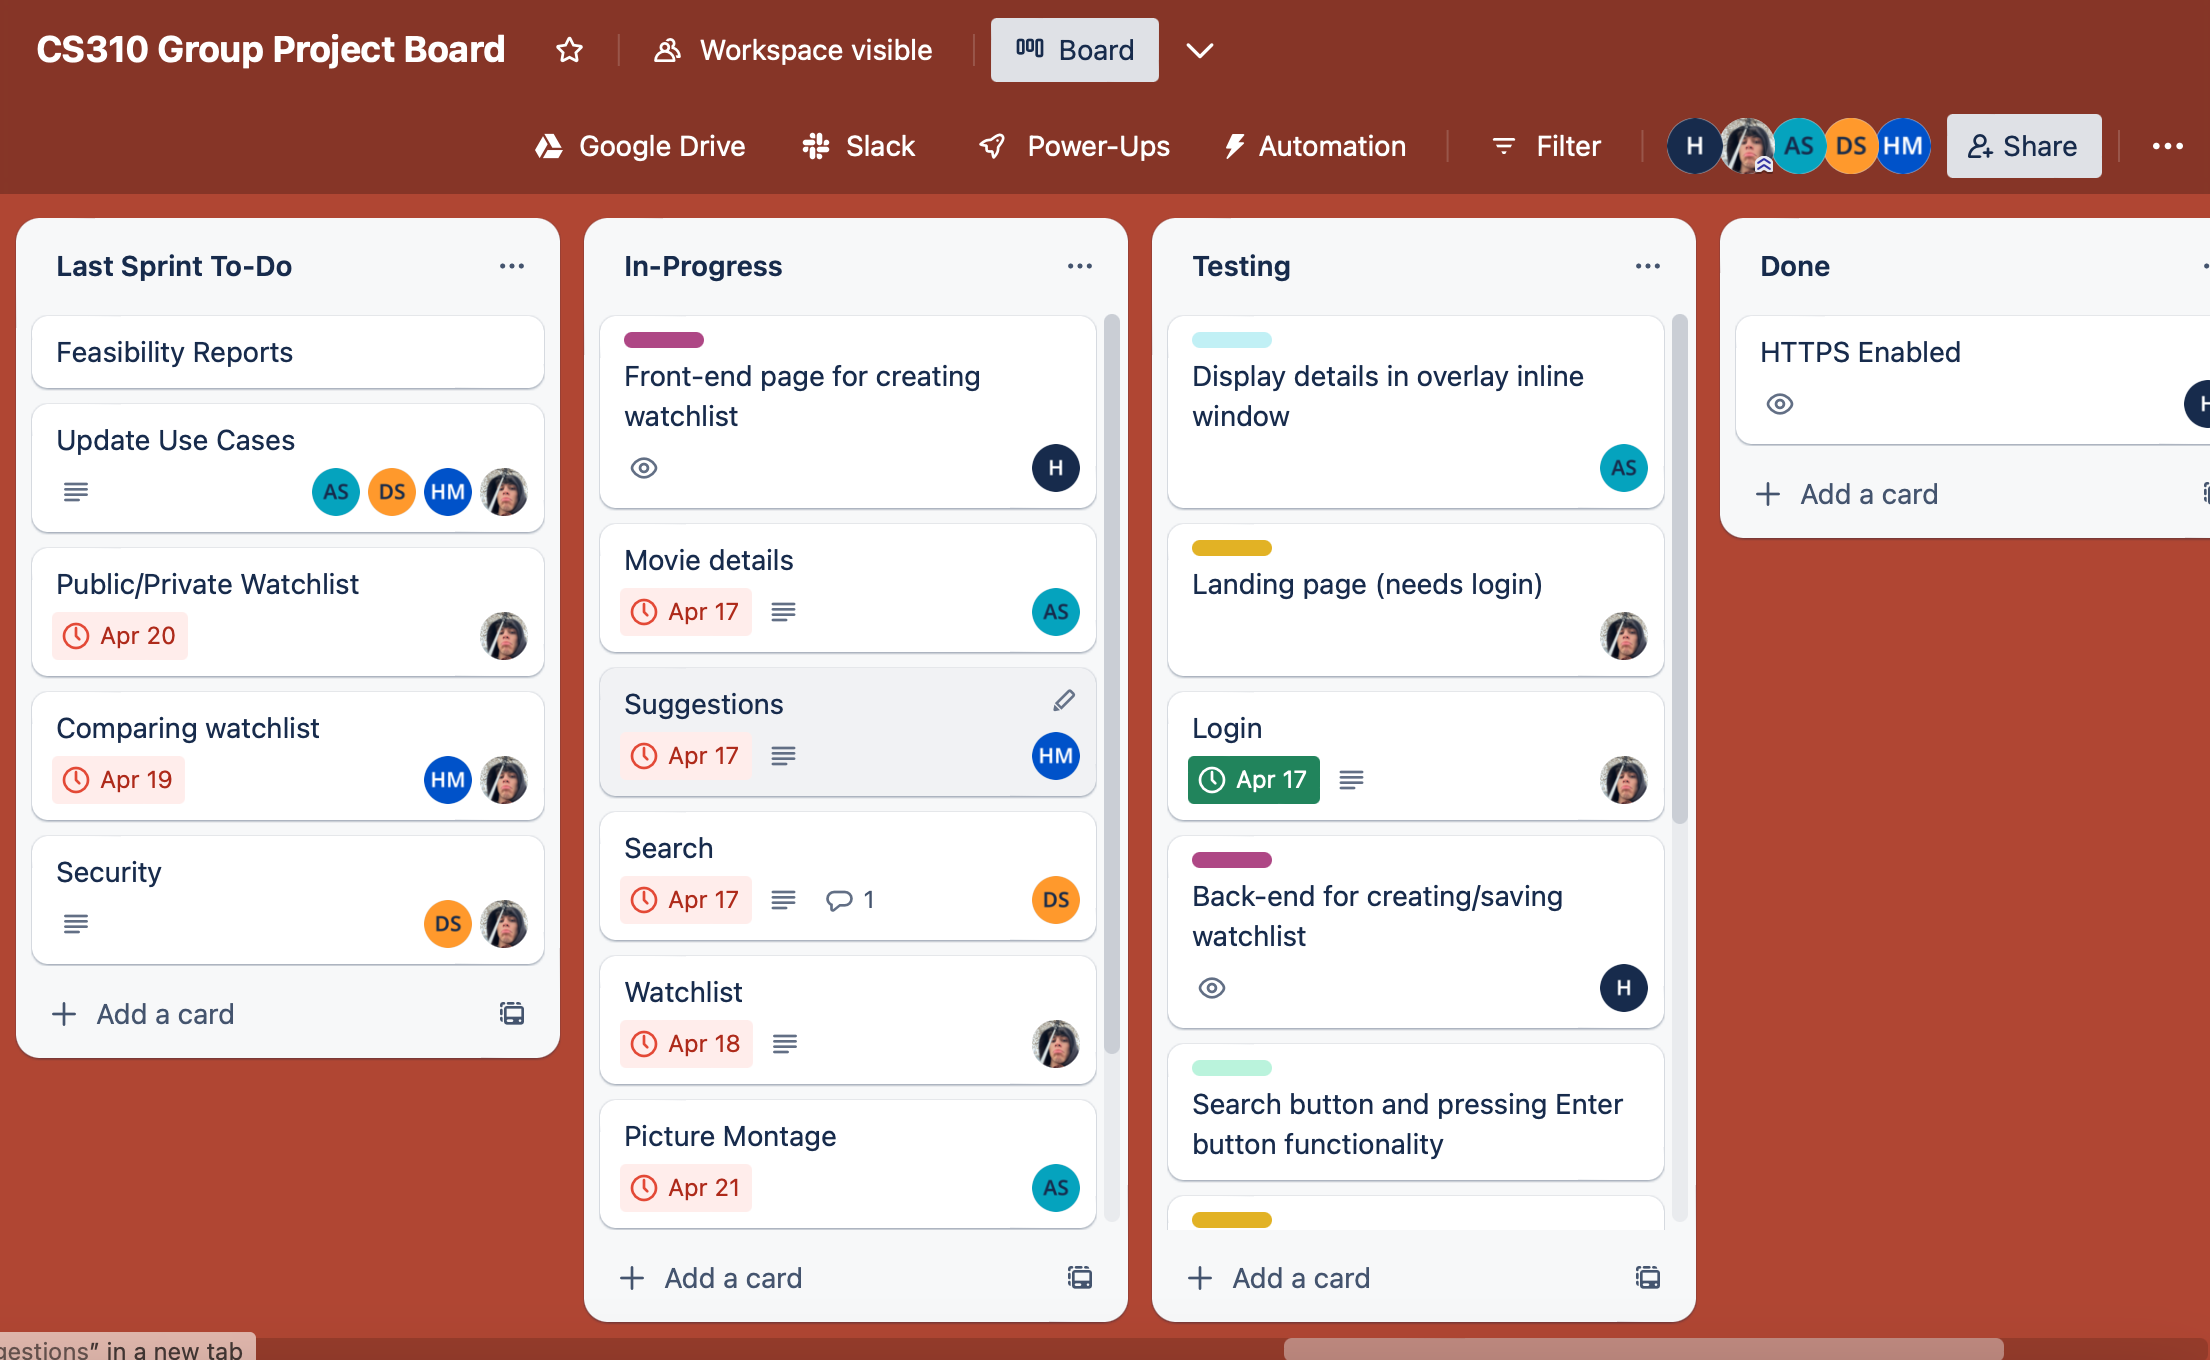 CS310 Group Project Board
Workspace visible
Board
Google Drive
Slack
Power-Ups
Automation
Filter
H
AS
DS
HM
Share
Last Sprint To-Do
Feasibility Reports
Update Use Cases
AS
DS
HM
Public/Private Watchlist
Apr 20
Comparing watchlist
Apr 19
HM
Security
DS
Add a card
In-Progress
Front-end page for creating
watchlist
H
Movie details
Apr 17
AS
Suggestions
Apr 17
HM
Search
Apr 17
1
DS
Watchlist
Apr 18
Picture Montage
Apr 21
AS
Add a card
Testing
Display details in overlay inline
window
AS
Landing page (needs login)
Login
Apr 17
Back-end for creating/saving
watchlist
H
Search button and pressing Enter
button functionality
Add a card
Done
HTTPS Enabled
H
Add a card
gestions” in a new tab